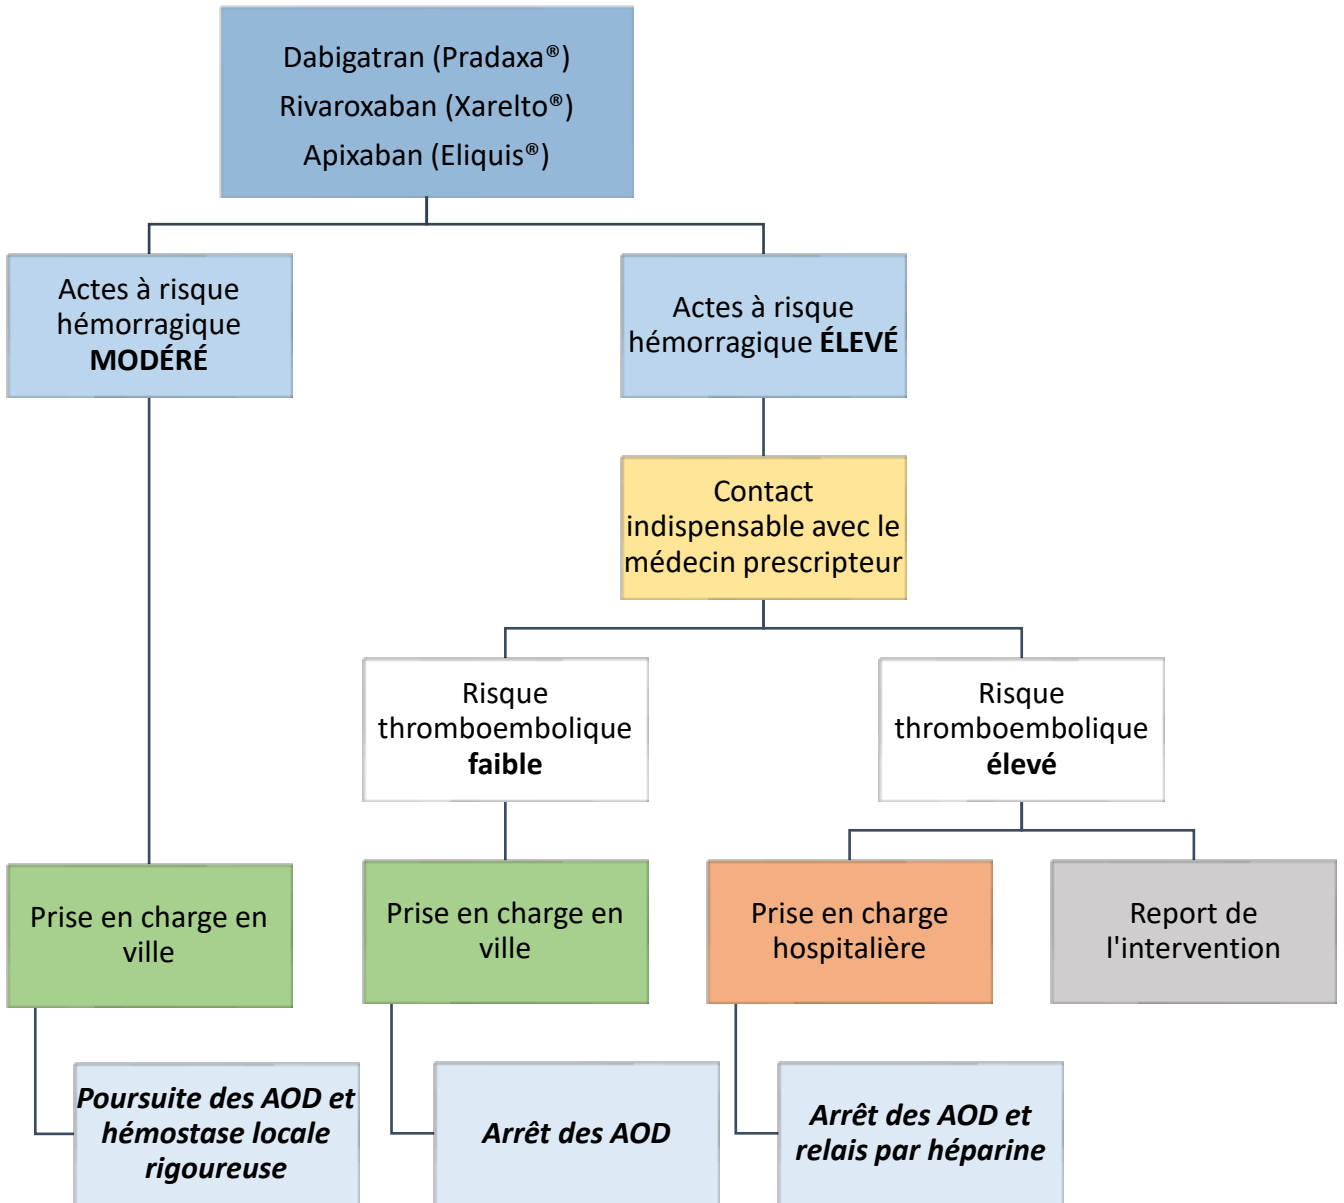 Dabigatran (Pradaxa®)
Rivaroxaban (Xarelto®)
Apixaban (Eliquis®)
Actes à risque
hémorragique
MODÉRÉ
Actes à risque
hémorragique ÉLEVÉ
Contact
indispensable avec le
médecin prescripteur
Risque
thromboembolique
faible
Risque
thromboembolique
élevé
Prise en charge en
ville
Prise en charge en
ville
Prise en charge
hospitalière
Report de
l'intervention
Poursuite des AOD et
hémostase locale
rigoureuse
Arrêt des AOD
Arrêt des AOD et
relais par héparine